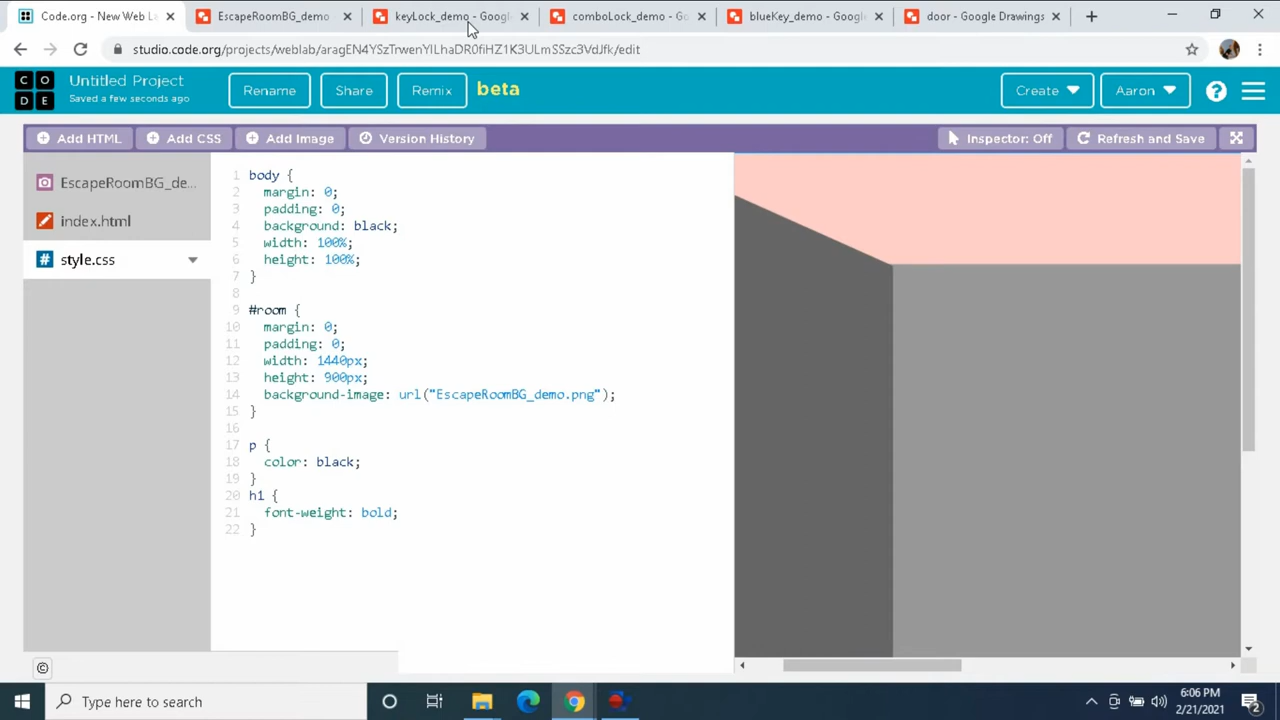 Code.org - New Web La
EscapeRoomBG_demo
keyLock_demo - Googl
comboLock_demo - Go
blueKey_demo - Google
door - Google Drawings
studio.code.org/projects/weblab/aragEN4YSzTrwenYILhaDR0fiHZ1K3ULmSSzc3VdJfk/edit
C O D E
Untitled Project
Saved a few seconds ago
Rename
Share
Remix
beta
Create
Aaron
?
Add HTML
Add CSS
Add Image
Version History
Inspector: Off
Refresh and Save
EscapeRoomBG_de...
index.html
# style.css
1 body {
2 margin: 0;
3 padding: 0;
4 background: black;
5 width: 100%;
6 height: 100%;
7 }
8
9 #room {
10 margin: 0;
11 padding: 0;
12 width: 1440px;
13 height: 900px;
14 background-image: url("EscapeRoomBG_demo.png");
15 }
16
17 p {
18 color: black;
19 }
20 h1 {
21 font-weight: bold;
22 }
©
Type here to search
6:06 PM
2/21/2021
2